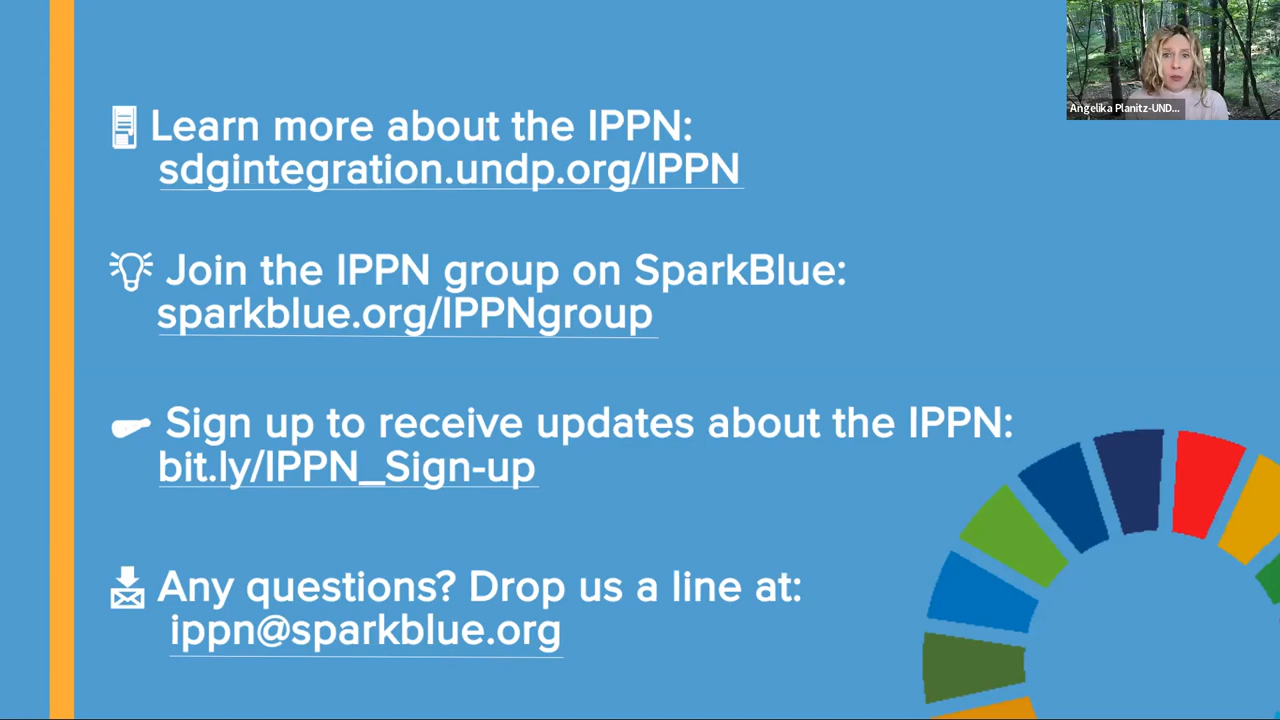 Learn more about the IPPN:
sdgintegration.undp.org/IPPN
Join the IPPN group on SparkBlue:
sparkblue.org/IPPNgroup
Sign up to receive updates about the IPPN:
bit.ly/IPPN_Sign-up
Any questions? Drop us a line at:
ippn@sparkblue.org
Angelika Planitz-UND...